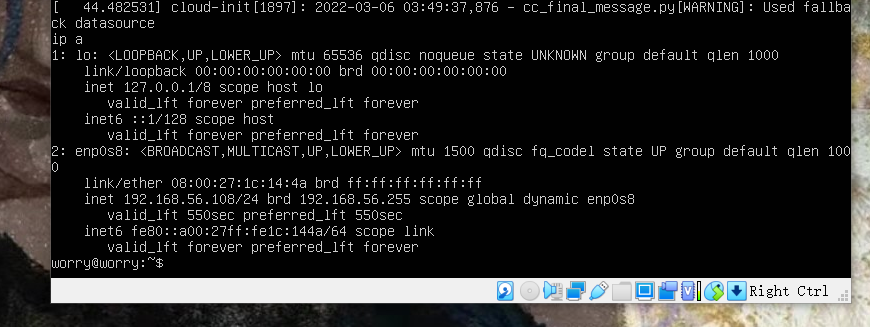 [   44.482531] cloud-init[1897]: 2022-03-06 03:49:37,876 - cc_final_message.py[WARNING]: Used fallba
ck datasource
ip a
1: lo: <LOOPBACK,UP,LOWER_UP> mtu 65536 qdisc noqueue state UNKNOWN group default qlen 1000
    link/loopback 00:00:00:00:00:00 brd 00:00:00:00:00:00
    inet 127.0.0.1/8 scope host lo
       valid_lft forever preferred_lft forever
    inet6 ::1/128 scope host
       valid_lft forever preferred_lft forever
2: enp0s8: <BROADCAST,MULTICAST,UP,LOWER_UP> mtu 1500 qdisc fq_codel state UP group default qlen 100
0
    link/ether 08:00:27:1c:14:4a brd ff:ff:ff:ff:ff:ff
    inet 192.168.56.108/24 brd 192.168.56.255 scope global dynamic enp0s8
       valid_lft 550sec preferred_lft 550sec
    inet6 fe80::a00:27ff:fe1c:144a/64 scope link
       valid_lft forever preferred_lft forever
worry@worry:~$
Right Ctrl